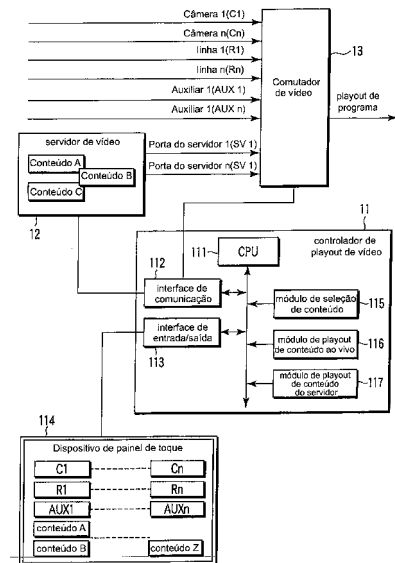 Câmera 1(C1)
Câmera n(Cn)
linha 1(R1)
linha n(Rn)
Auxiliar 1(AUX 1)
Auxiliar 1(AUX n)
13
Comutador
de vídeo
playout de
programa
servidor de vídeo
Conteúdo A
Conteúdo B
Conteúdo C
12
Porta do servidor 1(SV 1)
Porta do servidor n(SV 1)
11
controlador de
playout de vídeo
111
CPU
112
interface de
comunicação
módulo de seleção
de conteúdo
115
interface de
entrada/saída
113
módulo de playout
de conteúdo ao vivo
116
módulo de playout
de conteúdo
do servidor
117
114
Dispositivo de painel de toque
C1
Cn
R1
Rn
AUX1
AUXn
conteúdo A
conteúdo B
conteúdo Z